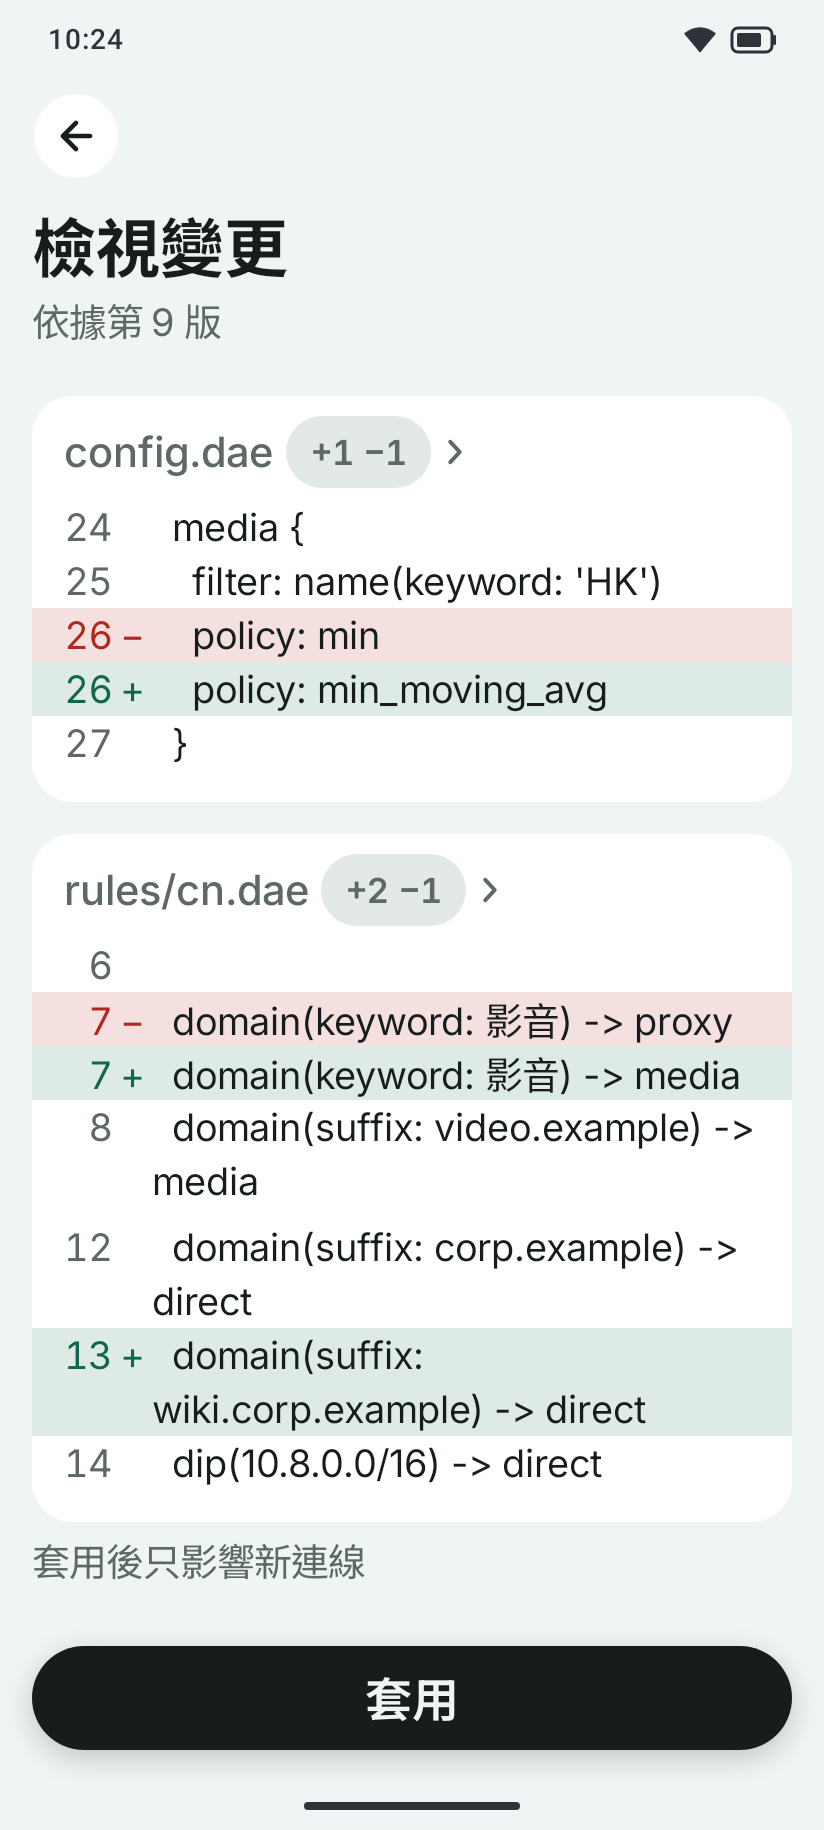 10:24
檢視變更
依據第 9 版
config.dae +1 −1
24 media {
25 filter: name(keyword: 'HK')
26 − policy: min
26 + policy: min_moving_avg
27 }
rules/cn.dae +2 −1
6
7 − domain(keyword: 影音) -> proxy
7 + domain(keyword: 影音) -> media
8 domain(suffix: video.example) ->
media
12 domain(suffix: corp.example) ->
direct
13 + domain(suffix:
wiki.corp.example) -> direct
14 dip(10.8.0.0/16) -> direct
套用後只影響新連線
套用